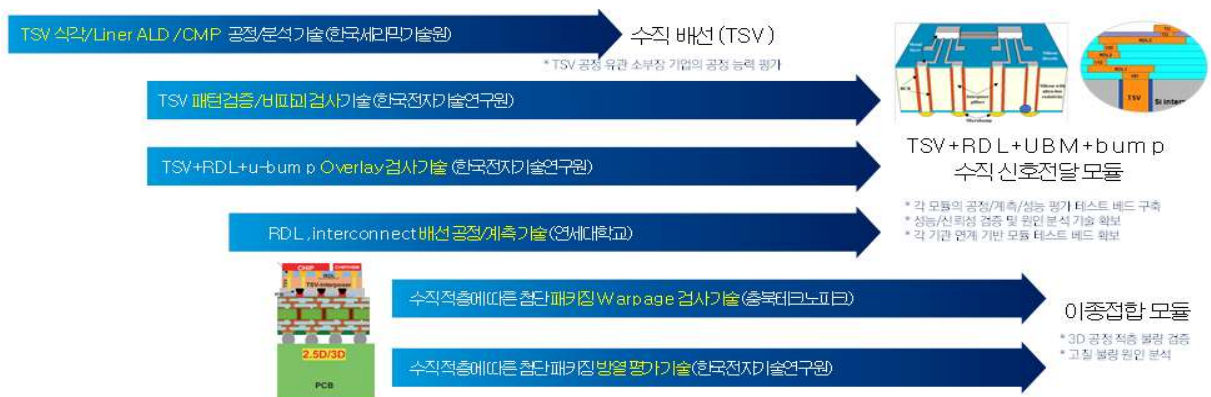 TSV 식각/Liner ALD /CMP 공정/분석기술(한국세라믹기술원)
수직 배선 (TSV)
* TSV 공정 유관 소부장 기업의 공정 능력 평가
TSV 패턴검증/비파괴검사기술(한국전자기술연구원)
TSV+RDL+u-bump Overlay 검사기술 (한국전자기술연구원)
TSV+RDL+UBM+bump
수직 신호전달 모듈
* 각 모듈의 공정/계측/성능 평가 테스트 베드 구축
* 성능/신뢰성 검증 및 원인 분석 기술 확보
* 각 기관 연계 기반 모듈 테스트 베드 확보
RDL, interconnect 배선 공정/계측 기술(연세대학교)
수직적층에 따른 첨단패키징 Warpage 검사기술(충북테크노파크)
수직적층에 따른 첨단패키징 방열 평가기술(한국전자기술연구원)
이종접합 모듈
* 3D 공정 적층 불량 검증
* 고질 불량 원인 분석
CHIP
RDL
TSV-Interposer
2.5D/3D
PCB
BCB
Microbump
RDL 2
RDL 1
TSV
Si interp